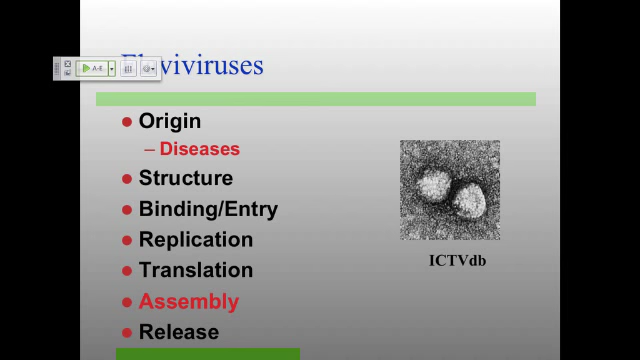 Flaviviruses
Origin
– Diseases
Structure
Binding/Entry
Replication
Translation
Assembly
Release
ICTVdb